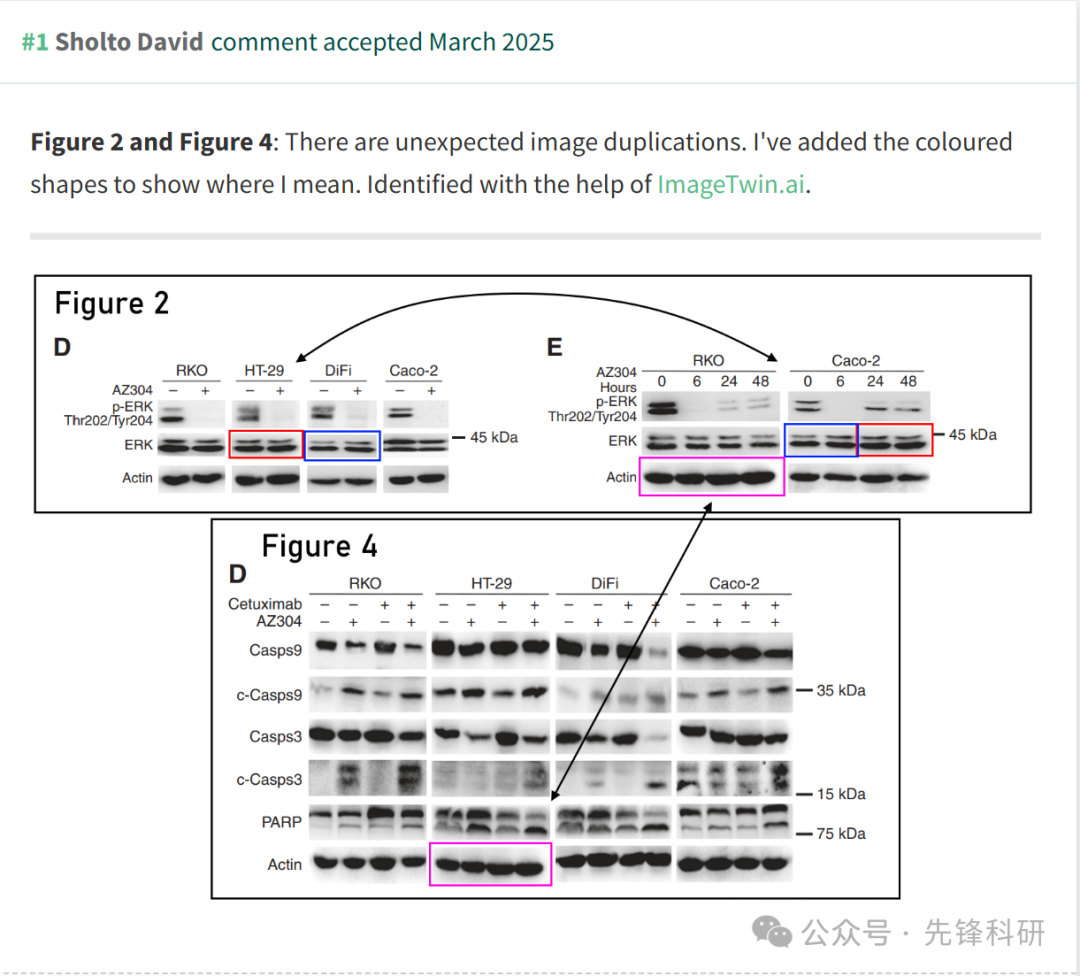 #1 Sholto David comment accepted March 2025
Figure 2 and Figure 4: There are unexpected image duplications. I've added the coloured
shapes to show where I mean. Identified with the help of ImageTwin.ai.
Figure 2
D
RKO HT-29 DiFi Caco-2
AZ304 − + − + − + − +
p-ERK
Thr202/Tyr204
ERK
45 kDa
Actin
E
RKO Caco-2
AZ304
Hours 0 6 24 48 0 6 24 48
p-ERK
Thr202/Tyr204
ERK
45 kDa
Actin
Figure 4
D
RKO HT-29 DiFi Caco-2
Cetuximab − − + + − − + + − − + + − − + +
AZ304 − + − + − + − + − + − + − + − +
Casps9
c-Casps9 35 kDa
Casps3
c-Casps3
15 kDa
PARP
75 kDa
Actin
公众号 · 先锋科研